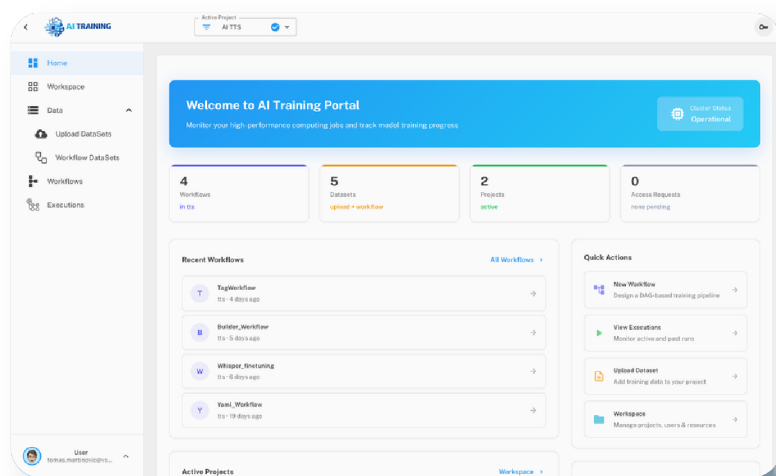 AI TRAINING
Active Project
AI TTS
Home
Workspace
Data
Upload DataSets
Workflow DataSets
Workflows
Executions
Welcome to AI Training Portal
Monitor your high-performance computing jobs and track model training progress
Cluster Status
Operational
4
Workflows
in tts
5
Datasets
upload + workflow
2
Projects
active
0
Access Requests
none pending
Recent Workflows
All Workflows
T
TagWorkflow
tts · 4 days ago
B
Builder_Workflow
tts · 5 days ago
W
Whisper_finetuning
tts · 6 days ago
Y
Yami_Workflow
tts · 19 days ago
Quick Actions
New Workflow
Design a DAG-based training pipeline
View Executions
Monitor active and past runs
Upload Dataset
Add training data to your project
Workspace
Manage projects, users & resources
Active Projects
Workspace
User